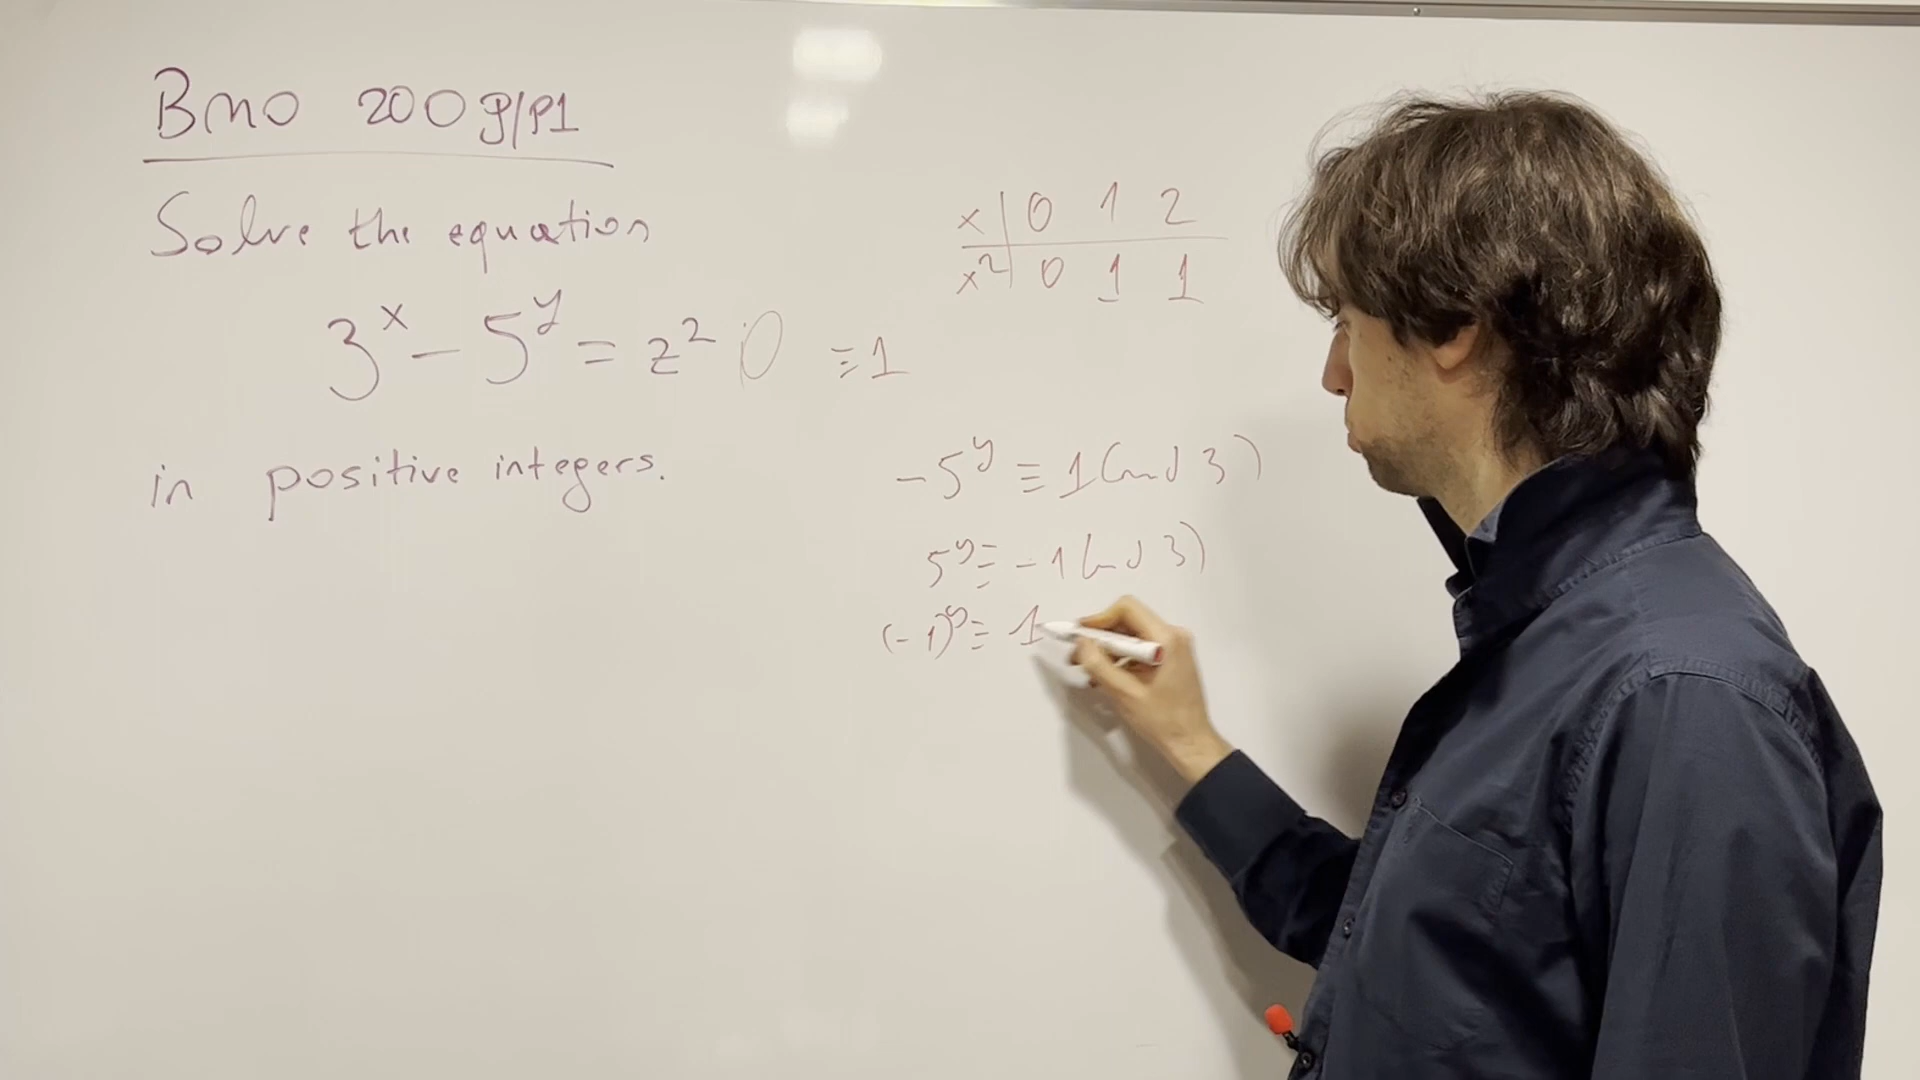 BMO 2009/P1
Solve the equation
3^x - 5^y = z^2 0 ≡1
in positive integers.
x | 0 1 2
x^2 | 0 1 1
-5^y ≡ 1 (mod 3)
5^y ≡ -1 (mod 3)
(-1)^y ≡ 1